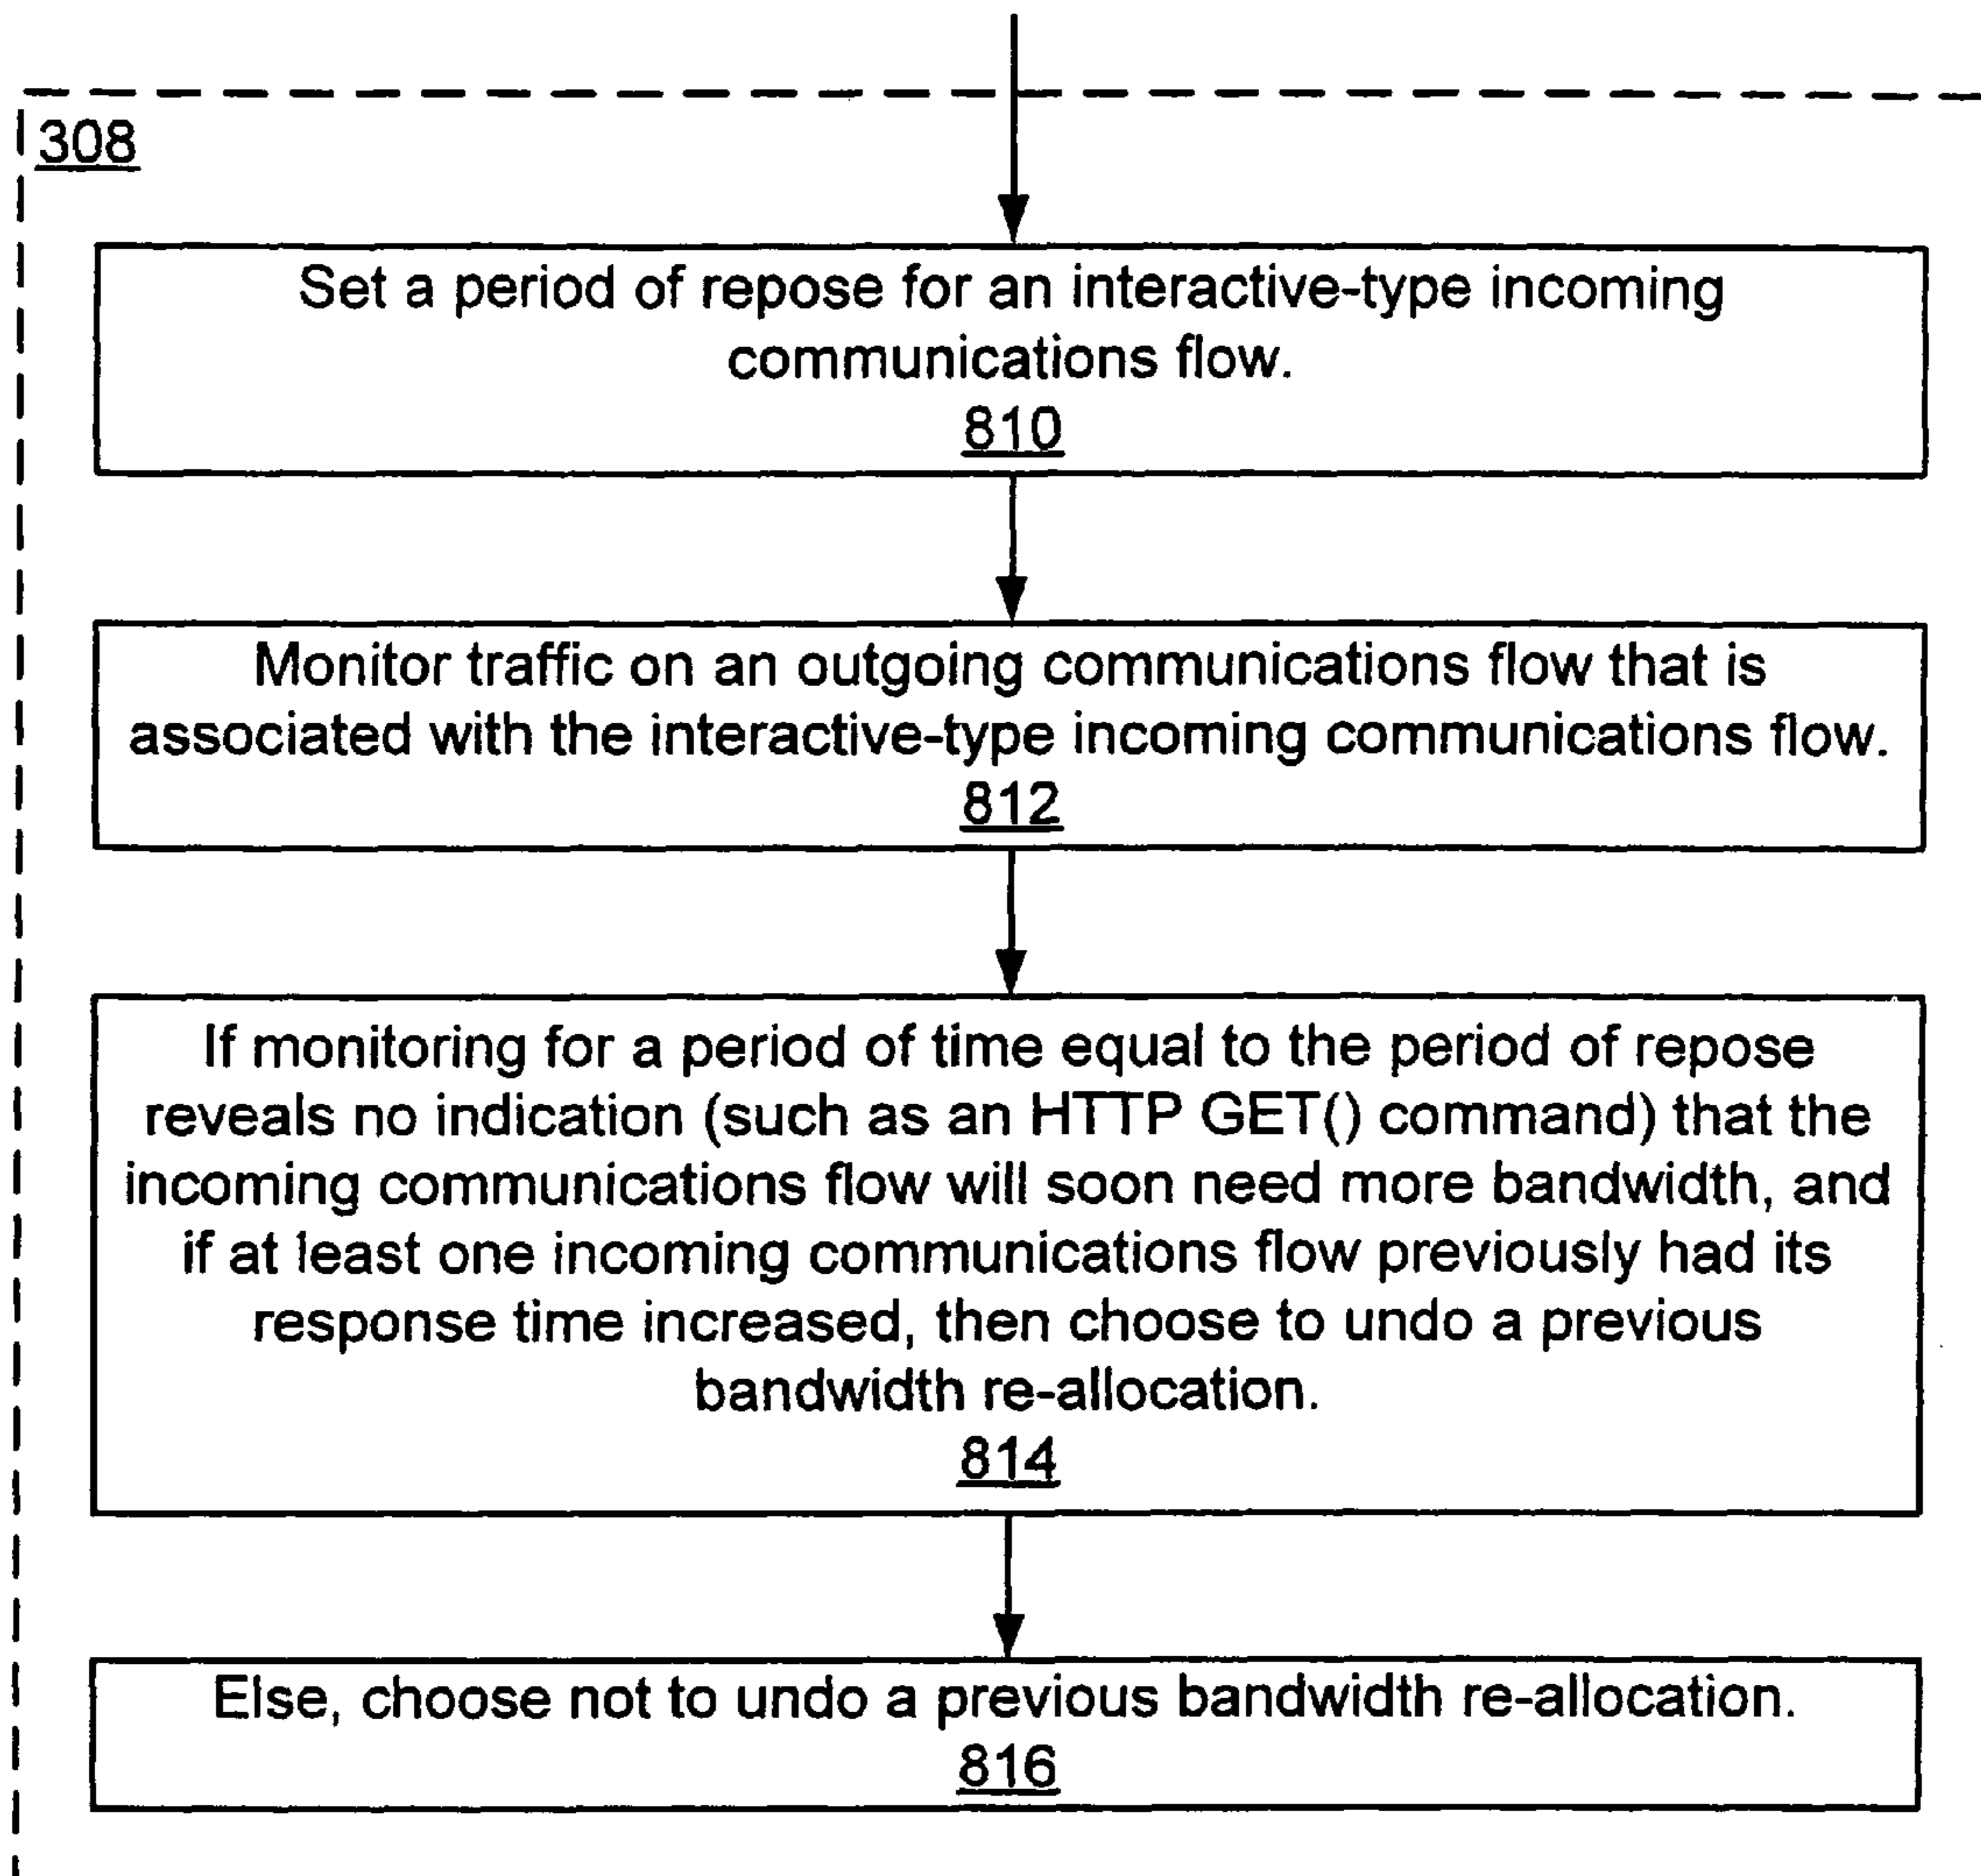 308
Set a period of repose for an interactive-type incoming
communications flow.
810
Monitor traffic on an outgoing communications flow that is
associated with the interactive-type incoming communications flow.
812
If monitoring for a period of time equal to the period of repose
reveals no indication (such as an HTTP GET() command) that the
incoming communications flow will soon need more bandwidth, and
if at least one incoming communications flow previously had its
response time increased, then choose to undo a previous
bandwidth re-allocation.
814
Else, choose not to undo a previous bandwidth re-allocation.
816